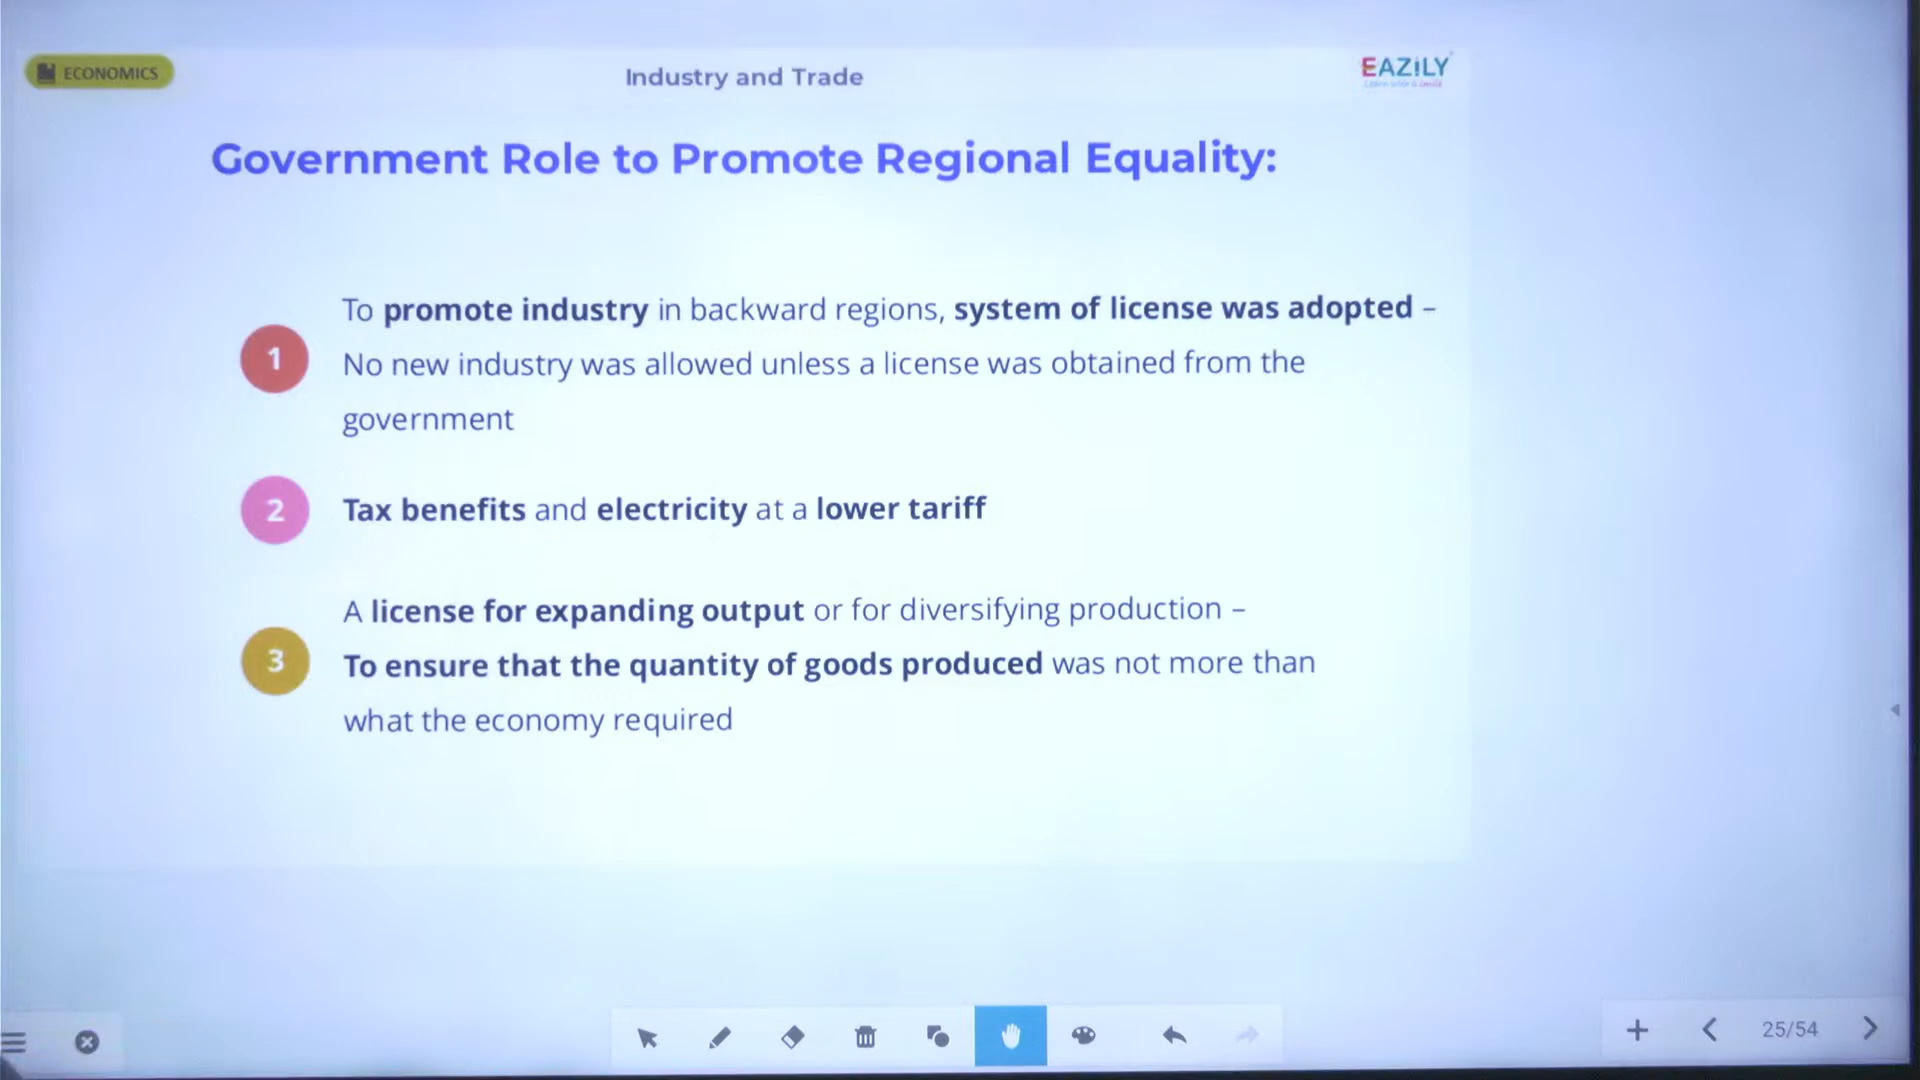 ECONOMICS
Industry and Trade
EAZiLY
Government Role to Promote Regional Equality:
1
To promote industry in backward regions, system of license was adopted –
No new industry was allowed unless a license was obtained from the
government
2
Tax benefits and electricity at a lower tariff
3
A license for expanding output or for diversifying production –
To ensure that the quantity of goods produced was not more than
what the economy required
25/54